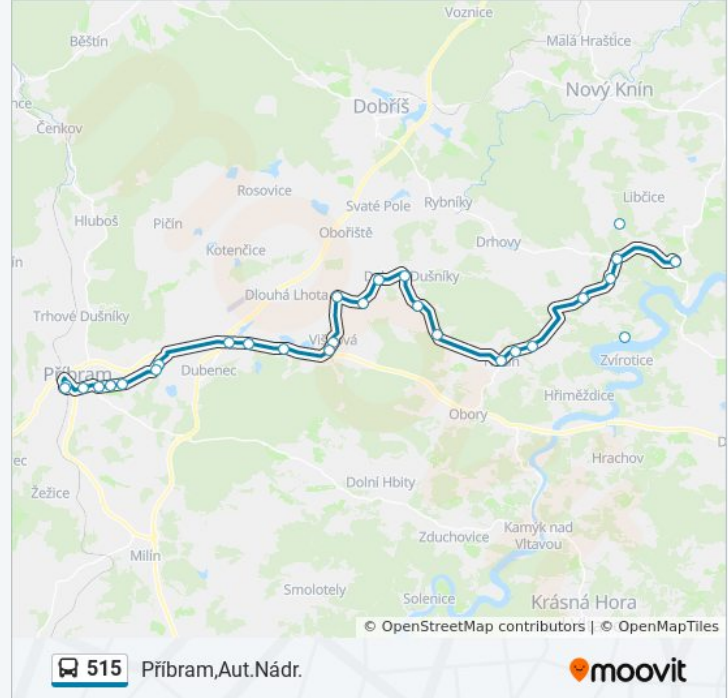 Voznice
Běštín
Malá Hraštice
Nový Knín
Dobříš
Čenkov
Rosovice
Libčice
Svaté Pole
Rybníky
Hluboš
Pičín
Obořiště
Kotenčice
Drhovy
Dušníky
Dlouhá Lhota
Trhové Dušníky
Višňová
Příbram
Dubenec
Zvírotice
Hřiměždice
Obory
Hrachov
Dolní Hbity
Žežice
Zduchovice
Kamýk nad
Vltavou
Milín
Smolotely
Solenice
Krásná Hora
© OpenStreetMap contributors | © OpenMapTiles
515 Příbram,Aut.Nádr.
moovit